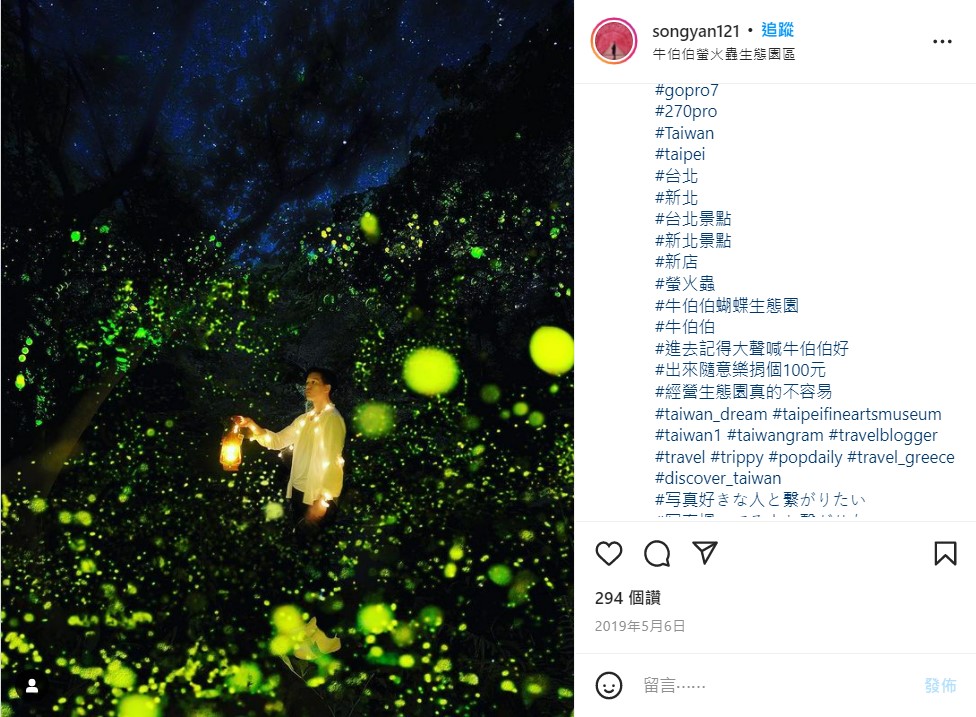 songyan121 • 追蹤
牛伯伯螢火蟲生態園區
#gopro7
#270pro
#Taiwan
#taipei
#台北
#新北
#台北景點
#新北景點
#新店
#螢火蟲
#牛伯伯蝴蝶生態園
#牛伯伯
#進去記得大聲喊牛伯伯好
#出來隨意樂捐個100元
#經營生態園真的不容易
#taiwan_dream #taipeifineartsmuseum
#taiwan1 #taiwangram #travelblogger
#travel #trippy #popdaily #travel_greece
#discover_taiwan
#写真好きな人と繋がりたい
294 個讚
2019年5月6日
留言⋯⋯
發佈